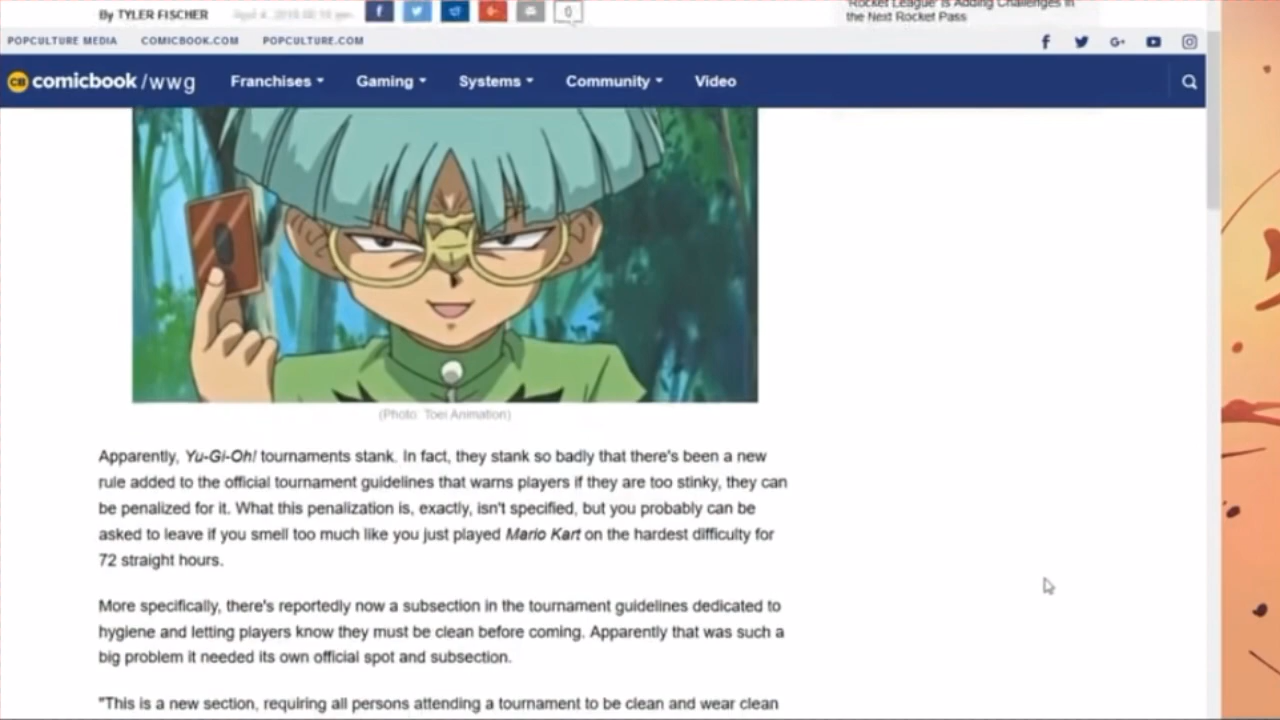 'Rocket League' is Adding Challenges in
the Next Rocket Pass
By TYLER FISCHER
0
POPCULTURE MEDIA COMICBOOK.COM POPCULTURE.COM
CB comicbook /wwg Franchises Gaming Systems Community Video
(Photo: Toei Animation)
Apparently, Yu-Gi-Oh! tournaments stank. In fact, they stank so badly that there's been a new
rule added to the official tournament guidelines that warns players if they are too stinky, they can
be penalized for it. What this penalization is, exactly, isn't specified, but you probably can be
asked to leave if you smell too much like you just played Mario Kart on the hardest difficulty for
72 straight hours.
More specifically, there's reportedly now a subsection in the tournament guidelines dedicated to
hygiene and letting players know they must be clean before coming. Apparently that was such a
big problem it needed its own official spot and subsection.
"This is a new section, requiring all persons attending a tournament to be clean and wear clean